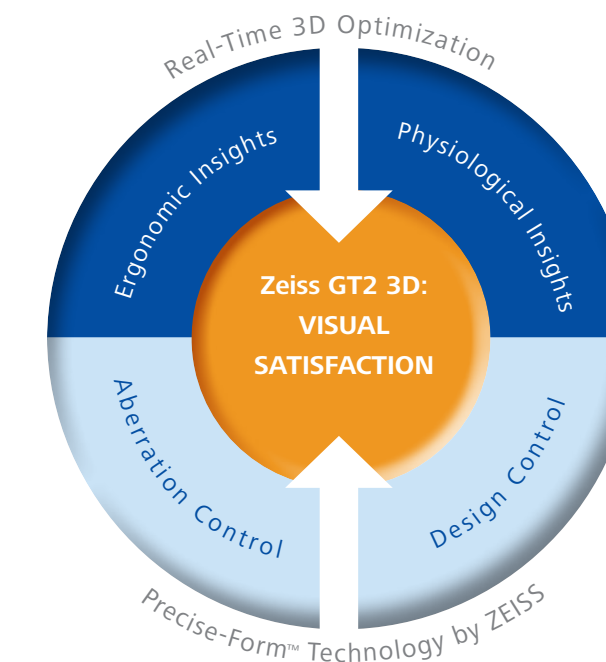 Real-Time 3D Optimization
Ergonomic Insights
Physiological Insights
Zeiss GT2 3D:
VISUAL
SATISFACTION
Aberration Control
Design Control
Precise-Form™ Technology by ZEISS